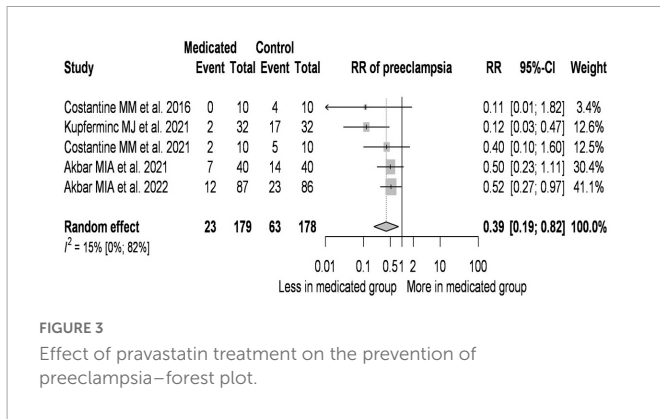 Medicated Control
Study Event Total Event Total RR of preeclampsia RR 95%-CI Weight
Costantine MM et al. 2016 0 10 4 10 0.11 [0.01; 1.82] 3.4%
Kupferminc MJ et al. 2021 2 32 17 32 0.12 [0.03; 0.47] 12.6%
Costantine MM et al. 2021 2 10 5 10 0.40 [0.10; 1.60] 12.5%
Akbar MIA et al. 2021 7 40 14 40 0.50 [0.23; 1.11] 30.4%
Akbar MIA et al. 2022 12 87 23 86 0.52 [0.27; 0.97] 41.1%
Random effect 23 179 63 178 0.39 [0.19; 0.82] 100.0%
I² = 15% [0%; 82%]
0.01 0.1 0.5 1 2 10 100
Less in medicated group More in medicated group
FIGURE 3
Effect of pravastatin treatment on the prevention of
preeclampsia–forest plot.